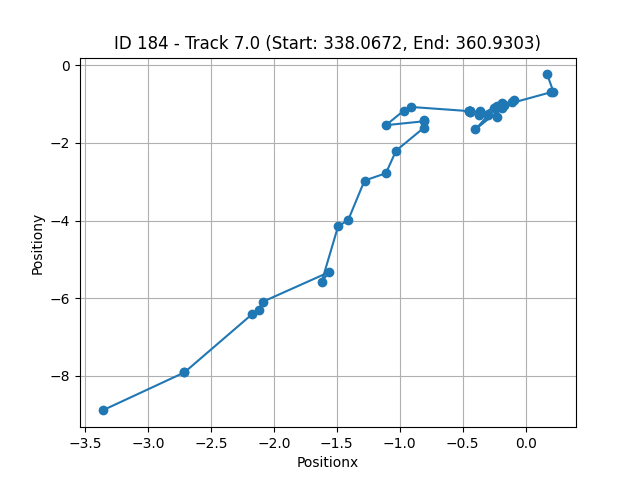 ID 184 - Track 7.0 (Start: 338.0672, End: 360.9303)
0
−2
−4
−6
−8
Positiony
−3.5 −3.0 −2.5 −2.0 −1.5 −1.0 −0.5 0.0
Positionx